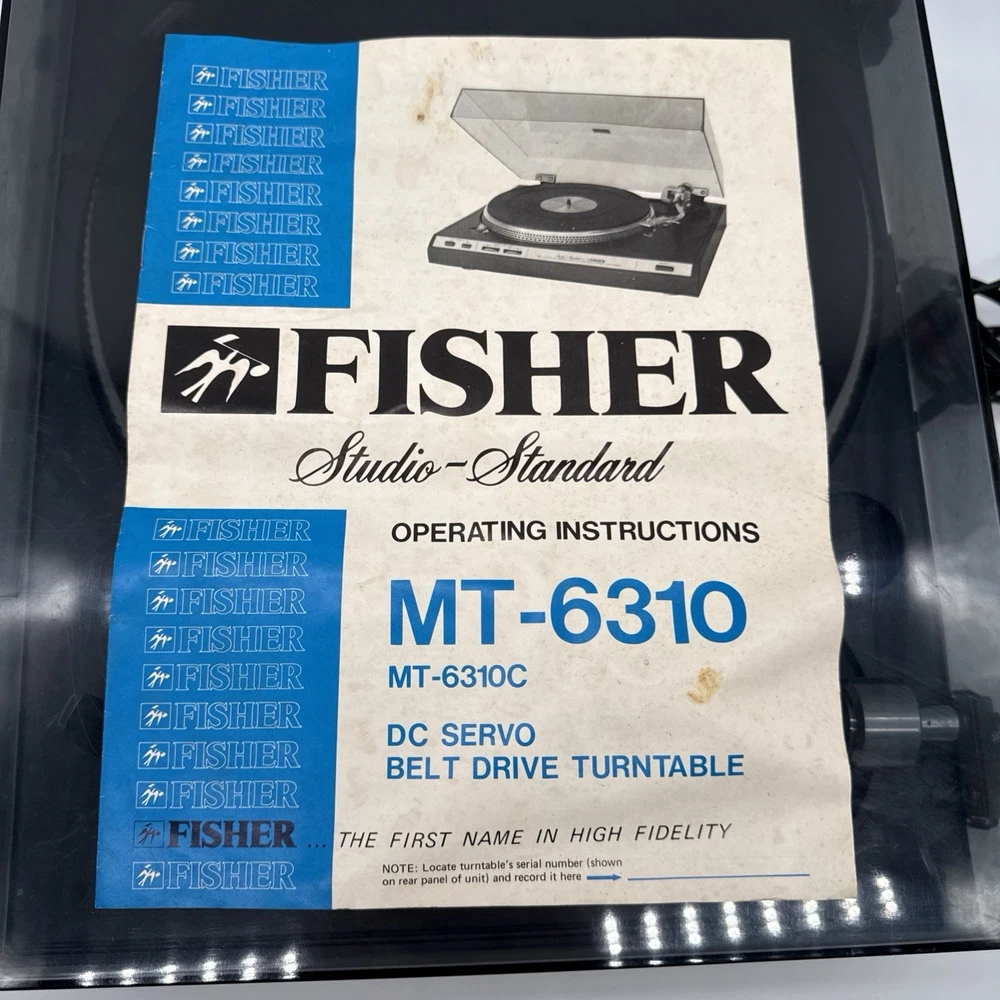 FISHER
FISHER
FISHER
FISHER
FISHER
FISHER
FISHER
FISHER
FISHER
Studio-Standard
OPERATING INSTRUCTIONS
MT-6310
MT-6310C
DC SERVO
BELT DRIVE TURNTABLE
FISHER
FISHER
FISHER
FISHER
FISHER
FISHER
FISHER
FISHER
FISHER ... THE FIRST NAME IN HIGH FIDELITY
FISHER
NOTE: Locate turntable's serial number (shown
on rear panel of unit) and record it here